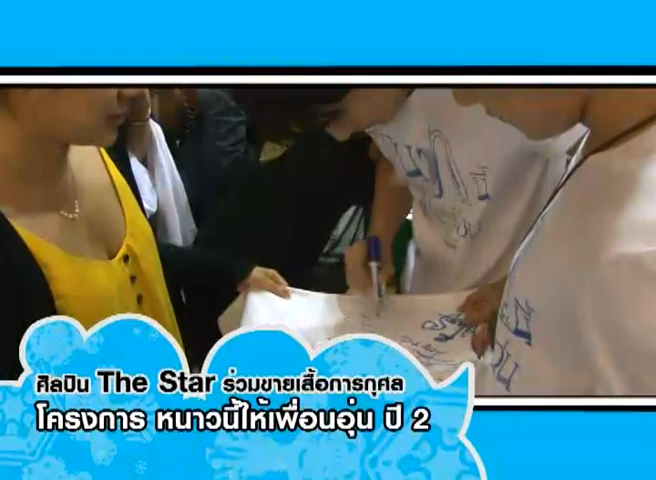 ศิลปิน The Star ร่วมขายเสื้อการกุศล
โครงการ หนาวนี้ให้เพื่อนอุ่น ปี 2